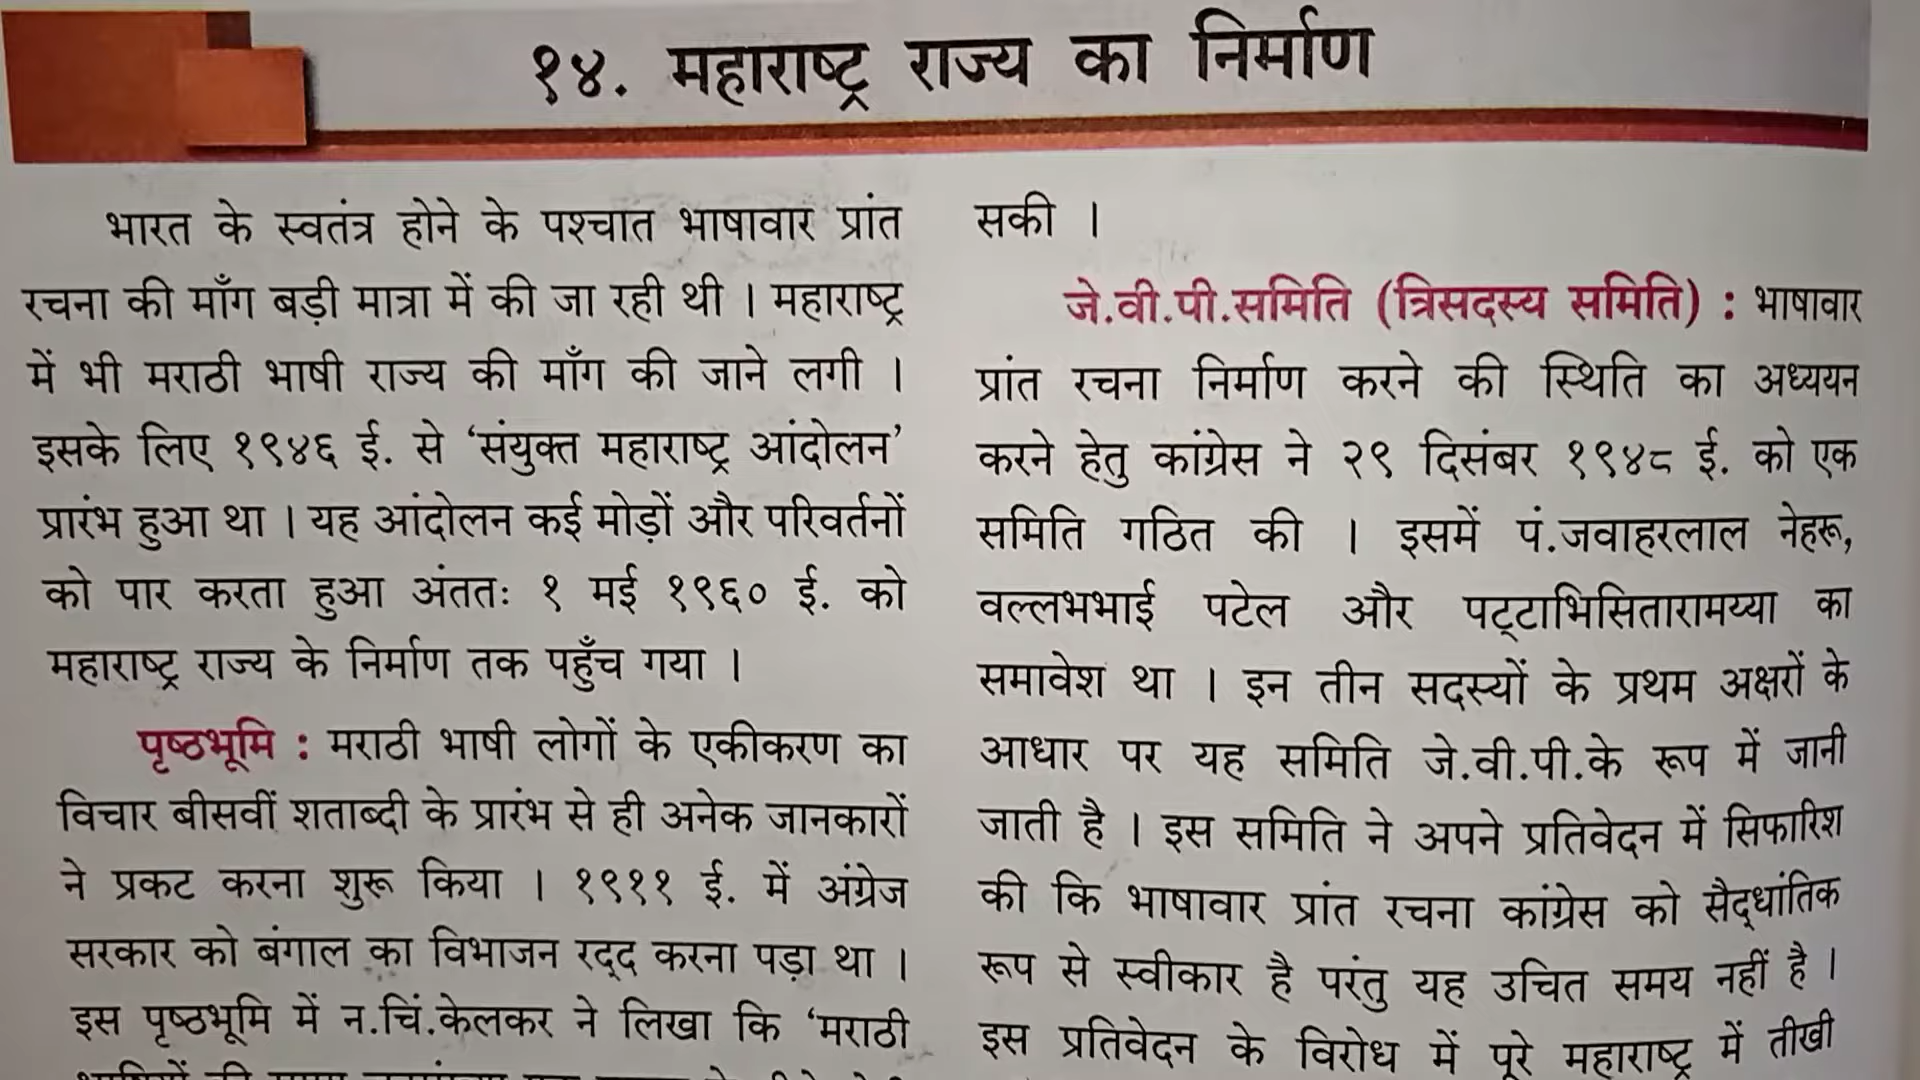 १४. महाराष्ट्र राज्य का निर्माण
भारत के स्वतंत्र होने के पश्चात भाषावार प्रांत
रचना की माँग बड़ी मात्रा में की जा रही थी । महाराष्ट्र
में भी मराठी भाषी राज्य की माँग की जाने लगी ।
इसके लिए १९४६ ई. से ‘संयुक्त महाराष्ट्र आंदोलन’
प्रारंभ हुआ था । यह आंदोलन कई मोड़ों और परिवर्तनों
को पार करता हुआ अंततः १ मई १९६० ई. को
महाराष्ट्र राज्य के निर्माण तक पहुँच गया ।
पृष्ठभूमि : मराठी भाषी लोगों के एकीकरण का
विचार बीसवीं शताब्दी के प्रारंभ से ही अनेक जानकारों
ने प्रकट करना शुरू किया । १९११ ई. में अंग्रेज
सरकार को बंगाल का विभाजन रद्द करना पड़ा था ।
इस पृष्ठभूमि में न.चिं.केलकर ने लिखा कि ‘मराठी
सकी ।
जे.वी.पी.समिति (त्रिसदस्य समिति) : भाषावार
प्रांत रचना निर्माण करने की स्थिति का अध्ययन
करने हेतु कांग्रेस ने २९ दिसंबर १९४८ ई. को एक
समिति गठित की । इसमें पं.जवाहरलाल नेहरू,
वल्लभभाई पटेल और पट्टाभिसितारामय्या का
समावेश था । इन तीन सदस्यों के प्रथम अक्षरों के
आधार पर यह समिति जे.वी.पी.के रूप में जानी
जाती है । इस समिति ने अपने प्रतिवेदन में सिफारिश
की कि भाषावार प्रांत रचना कांग्रेस को सैद्धांतिक
रूप से स्वीकार है परंतु यह उचित समय नहीं है ।
इस प्रतिवेदन के विरोध में पूरे महाराष्ट्र में तीखी